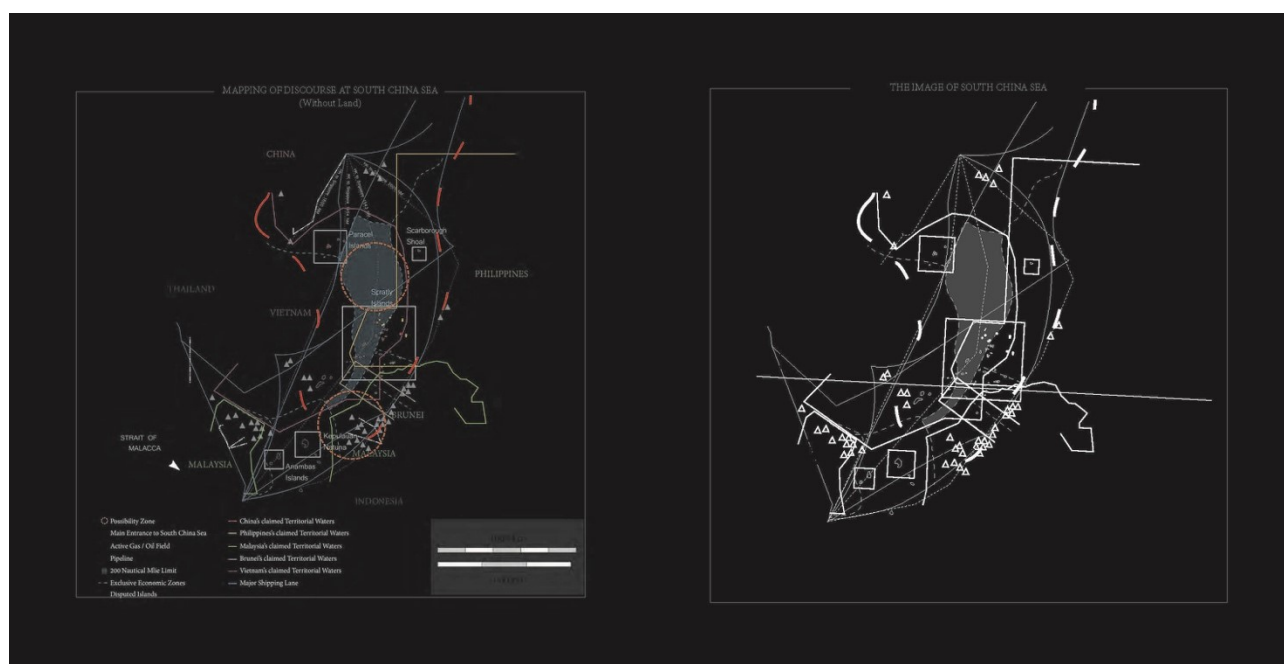 MAPPING OF DISCOURSE AT SOUTH CHINA SEA
(Without Land)
CHINA
Paracel
Islands
Scarborough
Shoal
PHILIPPINES
THAILAND
Spratly
Islands
VIETNAM
BRUNEI
STRAIT OF
MALACCA
Kepulauan
Natuna
MALAYSIA
MALAYSIA
Anambas
Islands
INDONESIA
Possibility Zone
Main Entrance to South China Sea
Active Gas / Oil Field
Pipeline
200 Nautical Mile Limit
Exclusive Economic Zones
Disputed Islands
China's claimed Territorial Waters
Philippines's claimed Territorial Waters
Malaysia's claimed Territorial Waters
Brunei's claimed Territorial Waters
Vietnam's claimed Territorial Waters
Major Shipping Lane
THE IMAGE OF SOUTH CHINA SEA